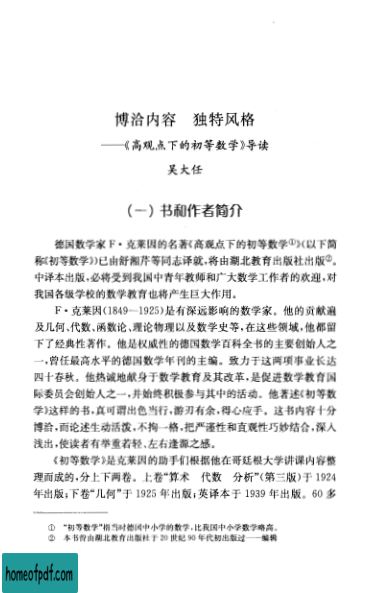 博洽内容 独特风格
——《高观点下的初等数学》导读
吴大任
(一)书和作者简介
德国数学家F·克莱因的名著《高观点下的初等数学①》(以下简
称《初等数学》)已由舒湘芹等同志译就,将由湖北教育出版社出版②。
中译本出版,必将受到我国中青年教师和广大数学工作者的欢迎,对
我国各级学校的数学教育也将产生巨大作用。
F·克莱因(1849—1925)是有深远影响的数学家。他的贡献遍
及几何、代数、函数论、理论物理以及数学史等,在这些领域,他都留
下了经典性著作。他是权威性的德国数学百科全书的主要创始人之
一,曾任最高水平的德国数学年刊的主编。致力于这两项事业长达
四十春秋。他热诚地献身于数学教育及其改革,是促进数学教育国
际委员会创始人之一,并始终积极参与其中的活动。他著述《初等数
学》这样的书,真可谓出色当行,游刃有余,得心应手。这书内容十分
博洽,而论述生动活泼,不拘一格,把严谨性和直观性巧妙结合,深入
浅出,使读者有举重若轻、左右逢源之感。
《初等数学》是克莱因的助手们根据他在哥廷根大学讲课内容整
理而成的,分上下两卷。上卷“算术 代数 分析”(第三版)于1924
年出版;下卷“几何”于1925年出版;英译本于1939年出版。60多
① “初等数学”指当时德国中小学的数学,比我国中小学数学略高。
② 本书曾由湖北教育出版社于20世纪90年代初出版过——编辑
homeofpdf.com